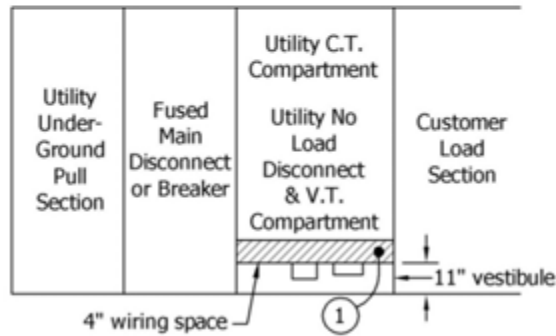 Utility
Under-
Ground
Pull
Section
Fused
Main
Disconnect
or Breaker
Utility C.T.
Compartment
Utility No
Load
Disconnect
& V.T.
Compartment
Customer
Load
Section
11" vestibule
4" wiring space
1